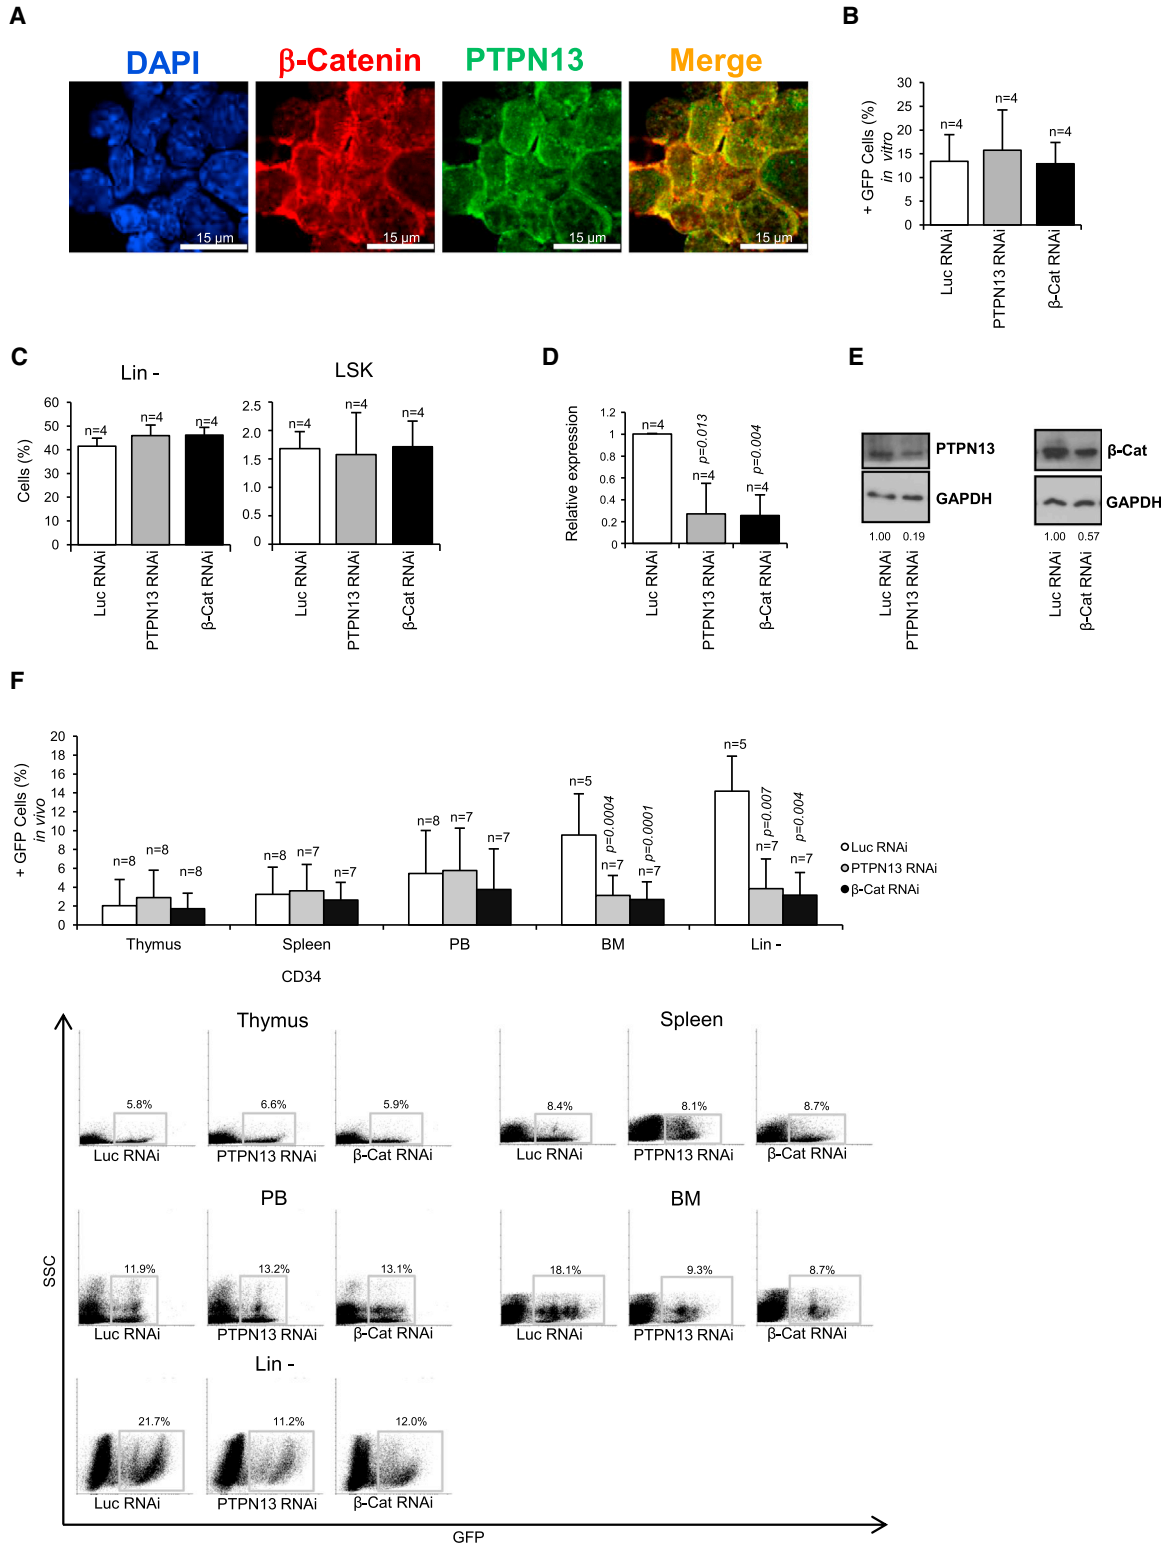 A
DAPI
β-Catenin
PTPN13
Merge
15 µm
15 µm
15 µm
15 µm
B
+ GFP Cells (%)
in vitro
30
25
20
15
10
5
0
n=4
n=4
n=4
Luc RNAi
PTPN13 RNAi
β-Cat RNAi
C
Lin -
Cells (%)
60
50
40
30
20
10
0
n=4
n=4
n=4
Luc RNAi
PTPN13 RNAi
β-Cat RNAi
LSK
2.5
2.0
1.5
1.0
0.5
0
n=4
n=4
n=4
Luc RNAi
PTPN13 RNAi
β-Cat RNAi
D
Relative expression
1.2
1
0.8
0.6
0.4
0.2
0
n=4
p=0.013
n=4
p=0.004
n=4
Luc RNAi
PTPN13 RNAi
β-Cat RNAi
E
PTPN13
GAPDH
1.00 0.19
Luc RNAi
PTPN13 RNAi
β-Cat
GAPDH
1.00 0.57
Luc RNAi
β-Cat RNAi
F
+ GFP Cells (%)
in vivo
20
18
16
14
12
10
8
6
4
2
0
n=8
n=8
n=8
n=8
n=7
n=7
n=8
n=7
n=7
n=5
p=0.0004
n=7
p=0.0001
n=7
n=5
p=0.007
n=7
p=0.004
n=7
Luc RNAi
PTPN13 RNAi
β-Cat RNAi
Thymus
Spleen
PB
BM
Lin -
CD34
Thymus
5.8%
6.6%
5.9%
Luc RNAi
PTPN13 RNAi
β-Cat RNAi
Spleen
8.4%
8.1%
8.7%
Luc RNAi
PTPN13 RNAi
β-Cat RNAi
PB
11.9%
13.2%
13.1%
Luc RNAi
PTPN13 RNAi
β-Cat RNAi
BM
18.1%
9.3%
8.7%
Luc RNAi
PTPN13 RNAi
β-Cat RNAi
Lin -
21.7%
11.2%
12.0%
Luc RNAi
PTPN13 RNAi
β-Cat RNAi
SSC
GFP